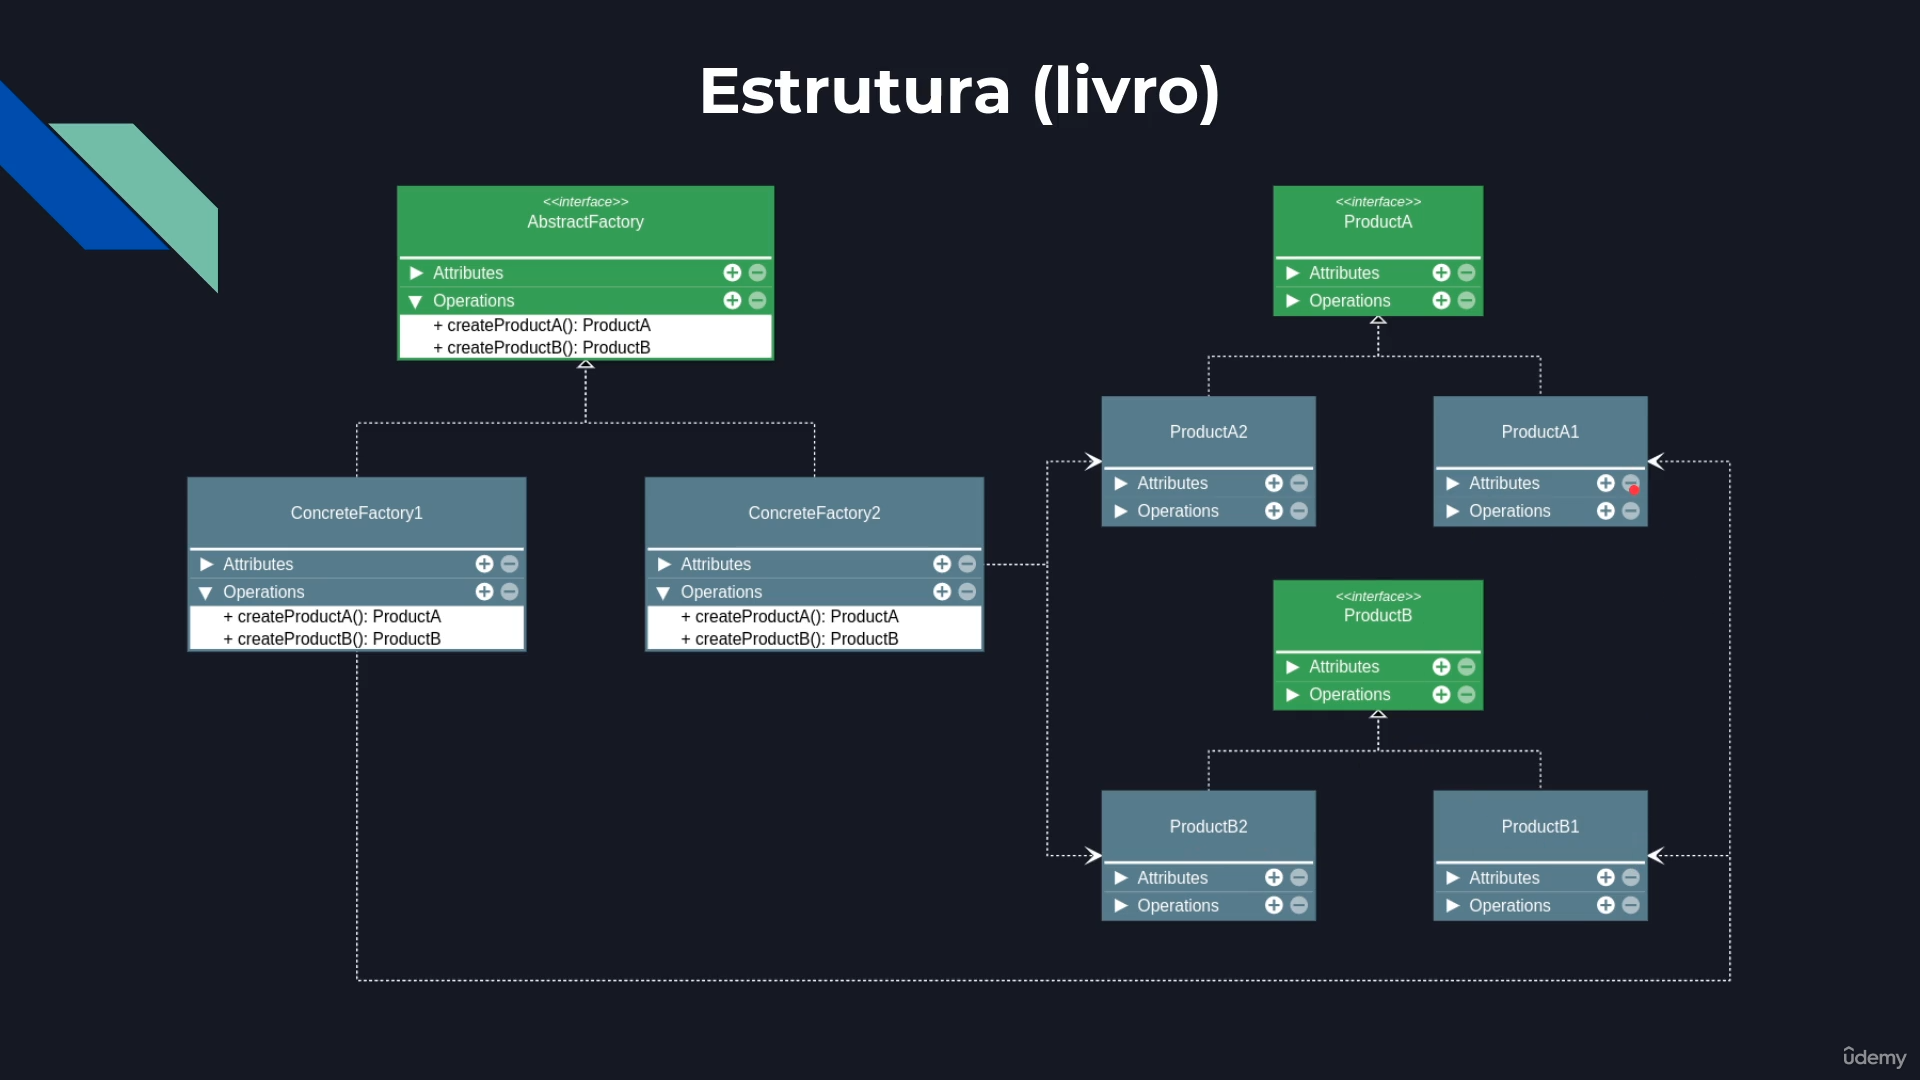 Estrutura (livro)
<<interface>>
AbstractFactory
Attributes
Operations
+ createProductA(): ProductA
+ createProductB(): ProductB
ConcreteFactory1
Attributes
Operations
+ createProductA(): ProductA
+ createProductB(): ProductB
ConcreteFactory2
Attributes
Operations
+ createProductA(): ProductA
+ createProductB(): ProductB
<<interface>>
ProductA
Attributes
Operations
ProductA2
Attributes
Operations
ProductA1
Attributes
Operations
<<interface>>
ProductB
Attributes
Operations
ProductB2
Attributes
Operations
ProductB1
Attributes
Operations
ûdemy